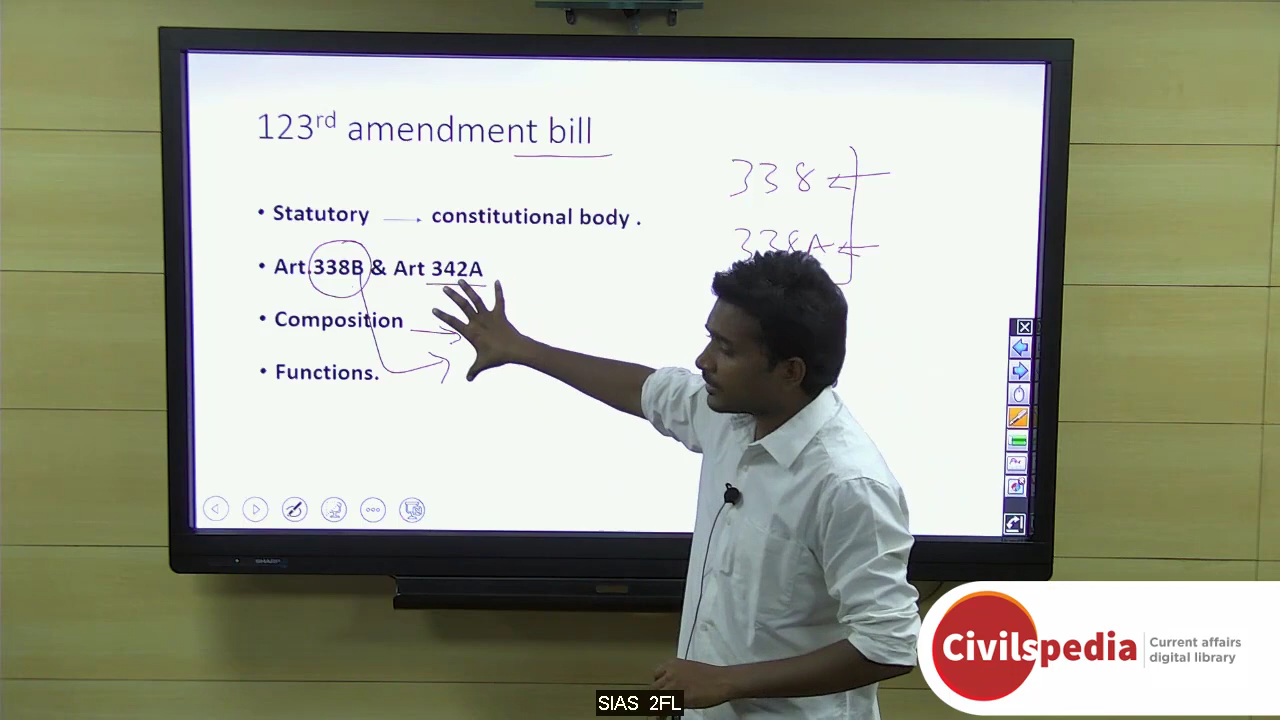 123rd amendment bill
• Statutory → constitutional body .
• Art.338B & Art 342A
• Composition
• Functions.
338
338A
SHARP
Civilspedia
Current affairs
digital library
SIAS 2FL